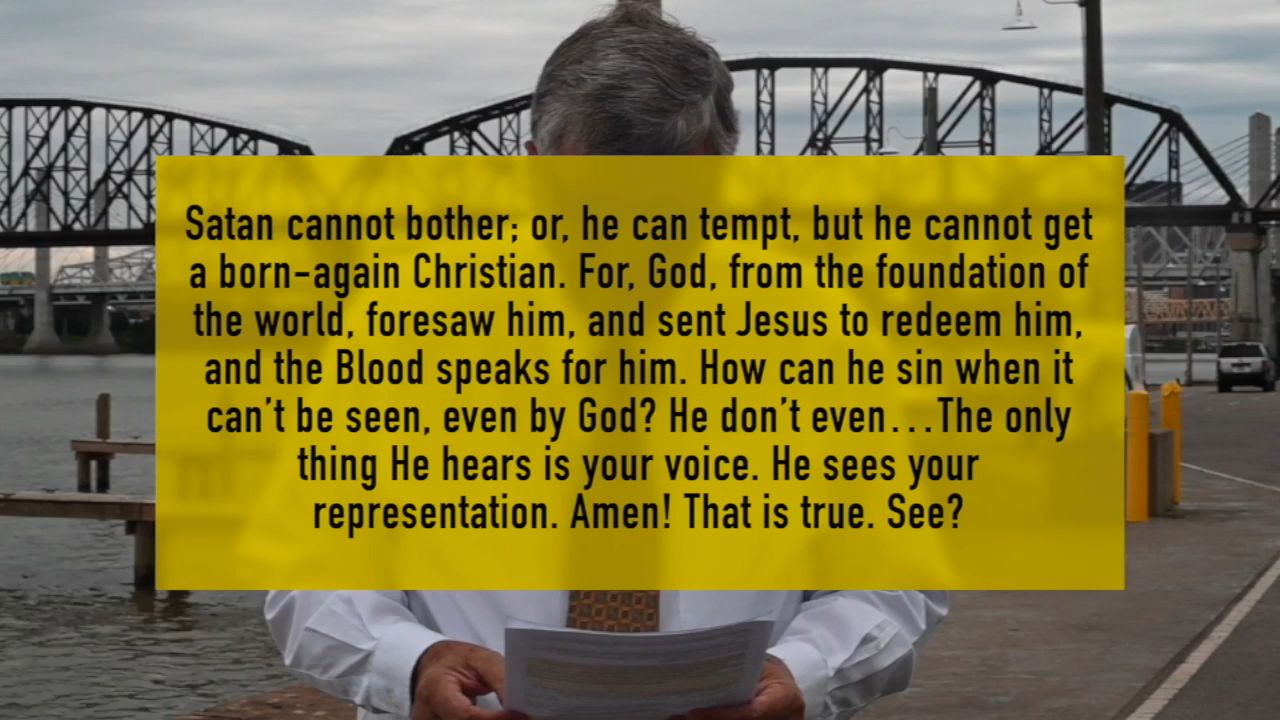 Satan cannot bother; or, he can tempt, but he cannot get
a born-again Christian. For, God, from the foundation of
the world, foresaw him, and sent Jesus to redeem him,
and the Blood speaks for him. How can he sin when it
can't be seen, even by God? He don't even...The only
thing He hears is your voice. He sees your
representation. Amen! That is true. See?